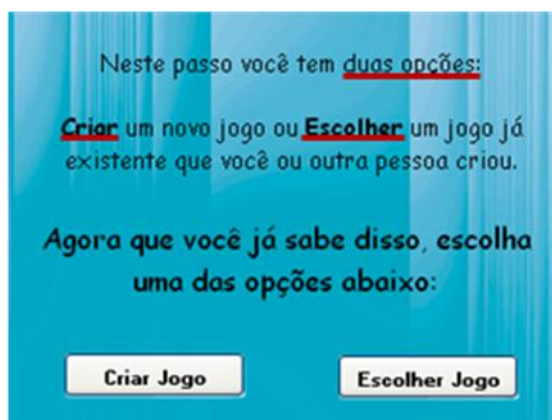 Neste passo você tem duas opções:
Criar um novo jogo ou Escolher um jogo já
existente que você ou outra pessoa criou.
Agora que você já sabe disso, escolha
uma das opções abaixo:
Criar Jogo
Escolher Jogo